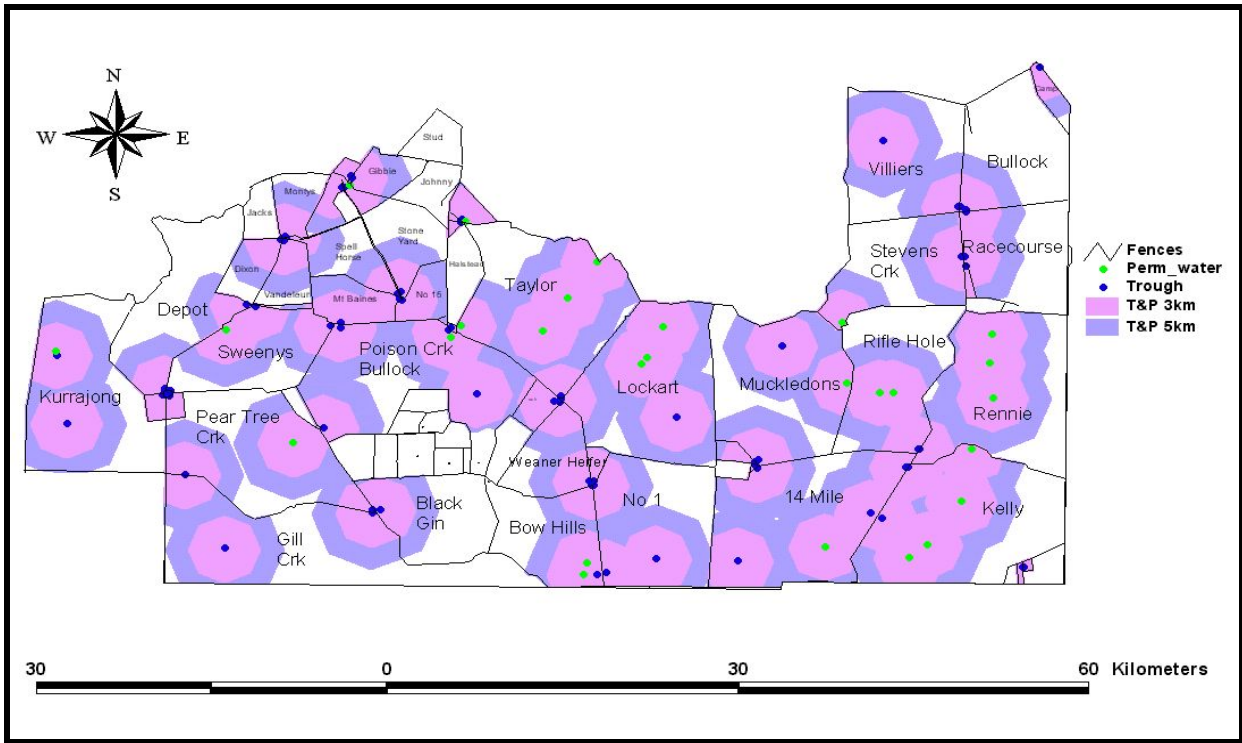 N
W E
S
Stud
Gibbie
Johnny
Montys
Jacks
Stone
Yard
Spell
Horse
Halstead
Dixon
Vandeleur
Mt Baines
No 16
Depot
Sweenys
Poison Crk
Bullock
Taylor
Kurrajong
Pear Tree
Crk
Lockart
Muckledons
Rifle Hole
Rennie
Camp
Villiers
Bullock
Stevens
Crk
Racecourse
Weaner Heifer
Black
Gin
Bow Hills
No 1
14 Mile
Kelly
Gill
Crk
Fences
Perm_water
Trough
T&P 3km
T&P 5km
30 0 30 60 Kilometers